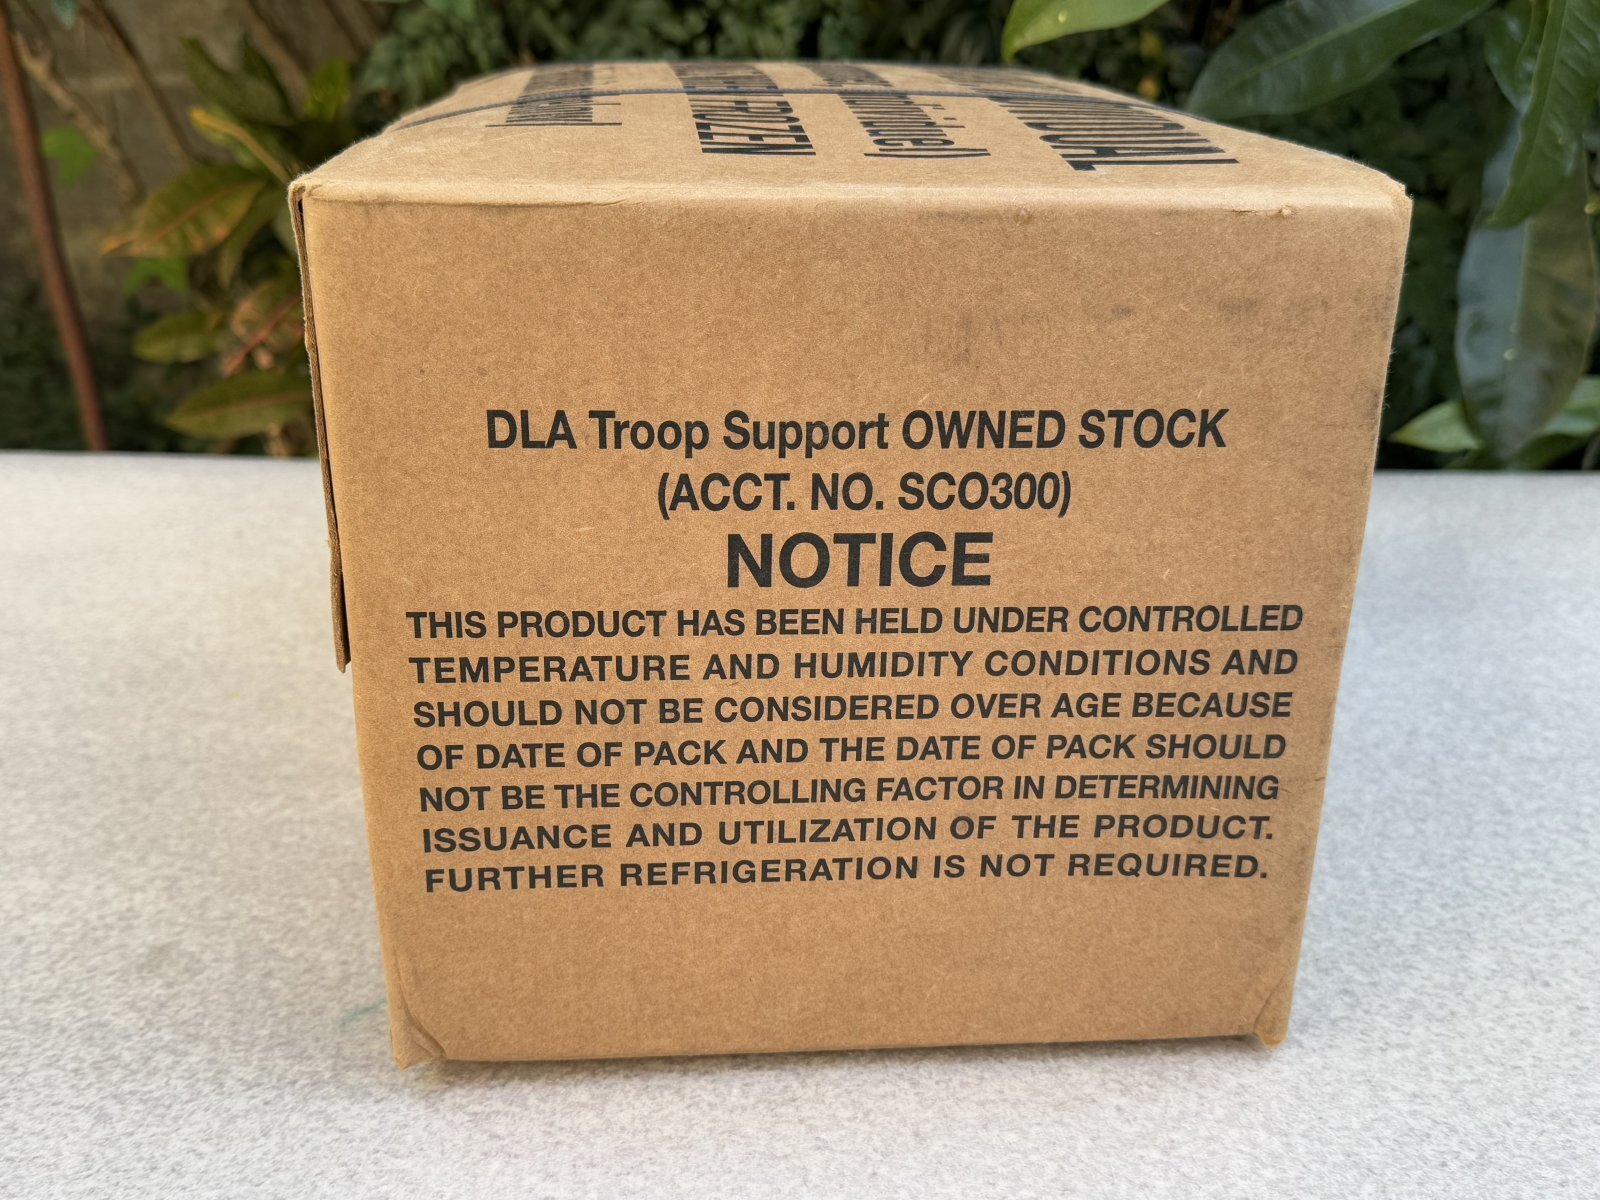 DLA Troop Support OWNED STOCK
(ACCT. NO. SCO300)
NOTICE
THIS PRODUCT HAS BEEN HELD UNDER CONTROLLED
TEMPERATURE AND HUMIDITY CONDITIONS AND
SHOULD NOT BE CONSIDERED OVER AGE BECAUSE
OF DATE OF PACK AND THE DATE OF PACK SHOULD
NOT BE THE CONTROLLING FACTOR IN DETERMINING
ISSUANCE AND UTILIZATION OF THE PRODUCT.
FURTHER REFRIGERATION IS NOT REQUIRED.